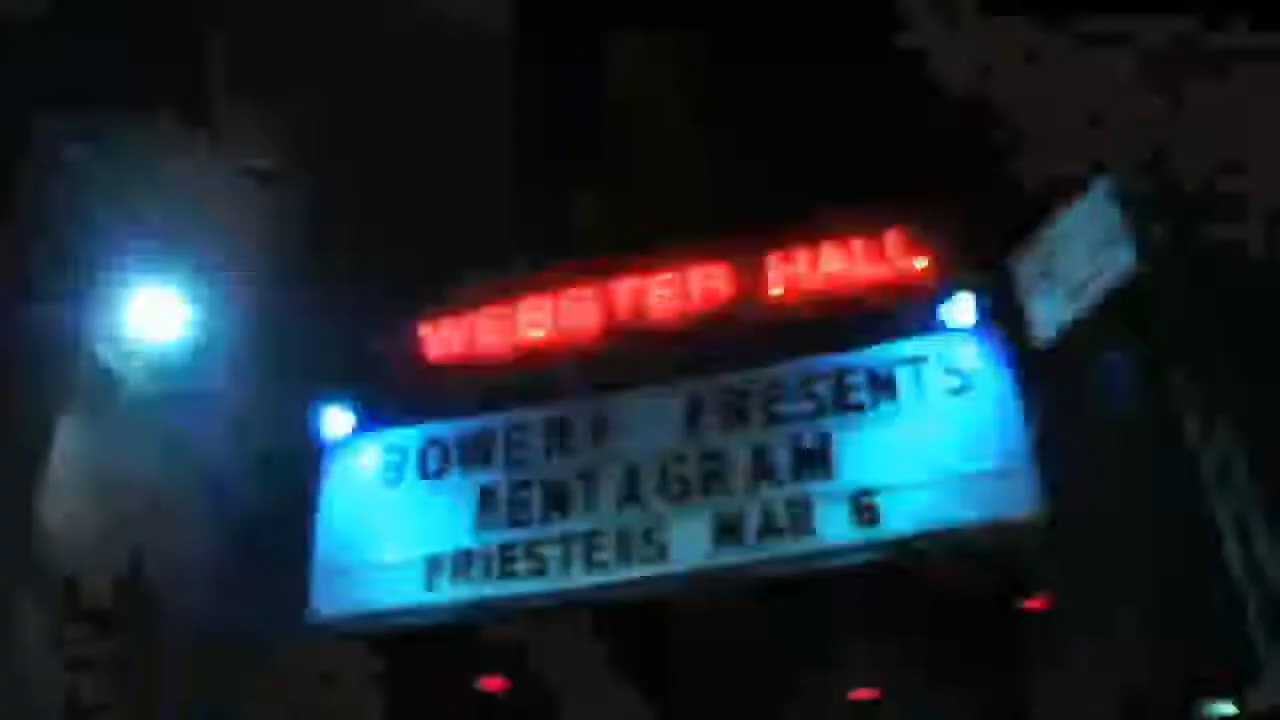 WEBSTER HALL
BOWERY PRESENTS
PENTAGRAM
PRIESTESS MAR 6